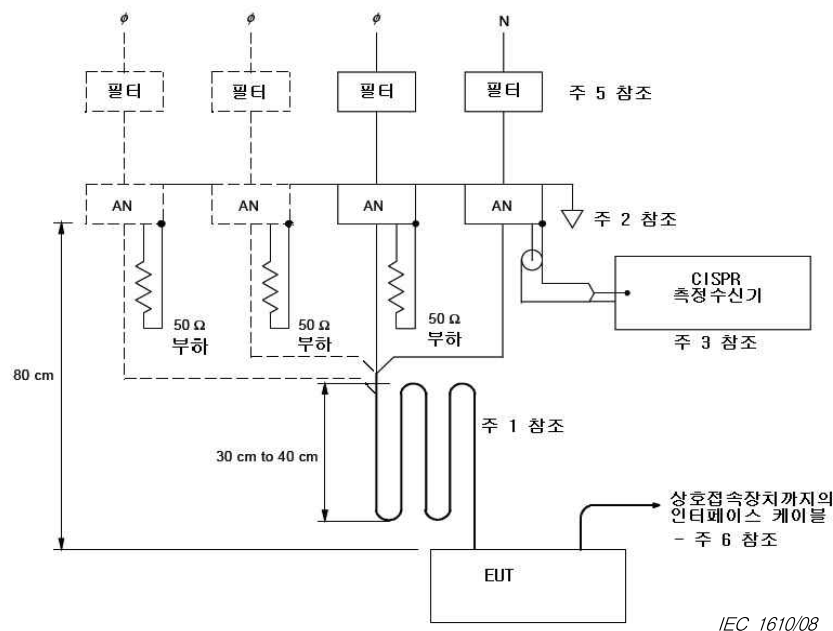 ϕ ϕ ϕ N
필터 필터 필터 필터 주 5 참조
AN AN AN AN 주 2 참조
CISPR
측정수신기
50 Ω
부하
50 Ω
부하
50 Ω
부하
주 3 참조
80 cm
30 cm to 40 cm
주 1 참조
상호접속장치까지의
인터페이스 케이블
- 주 6 참조
EUT
IEC 1610/08